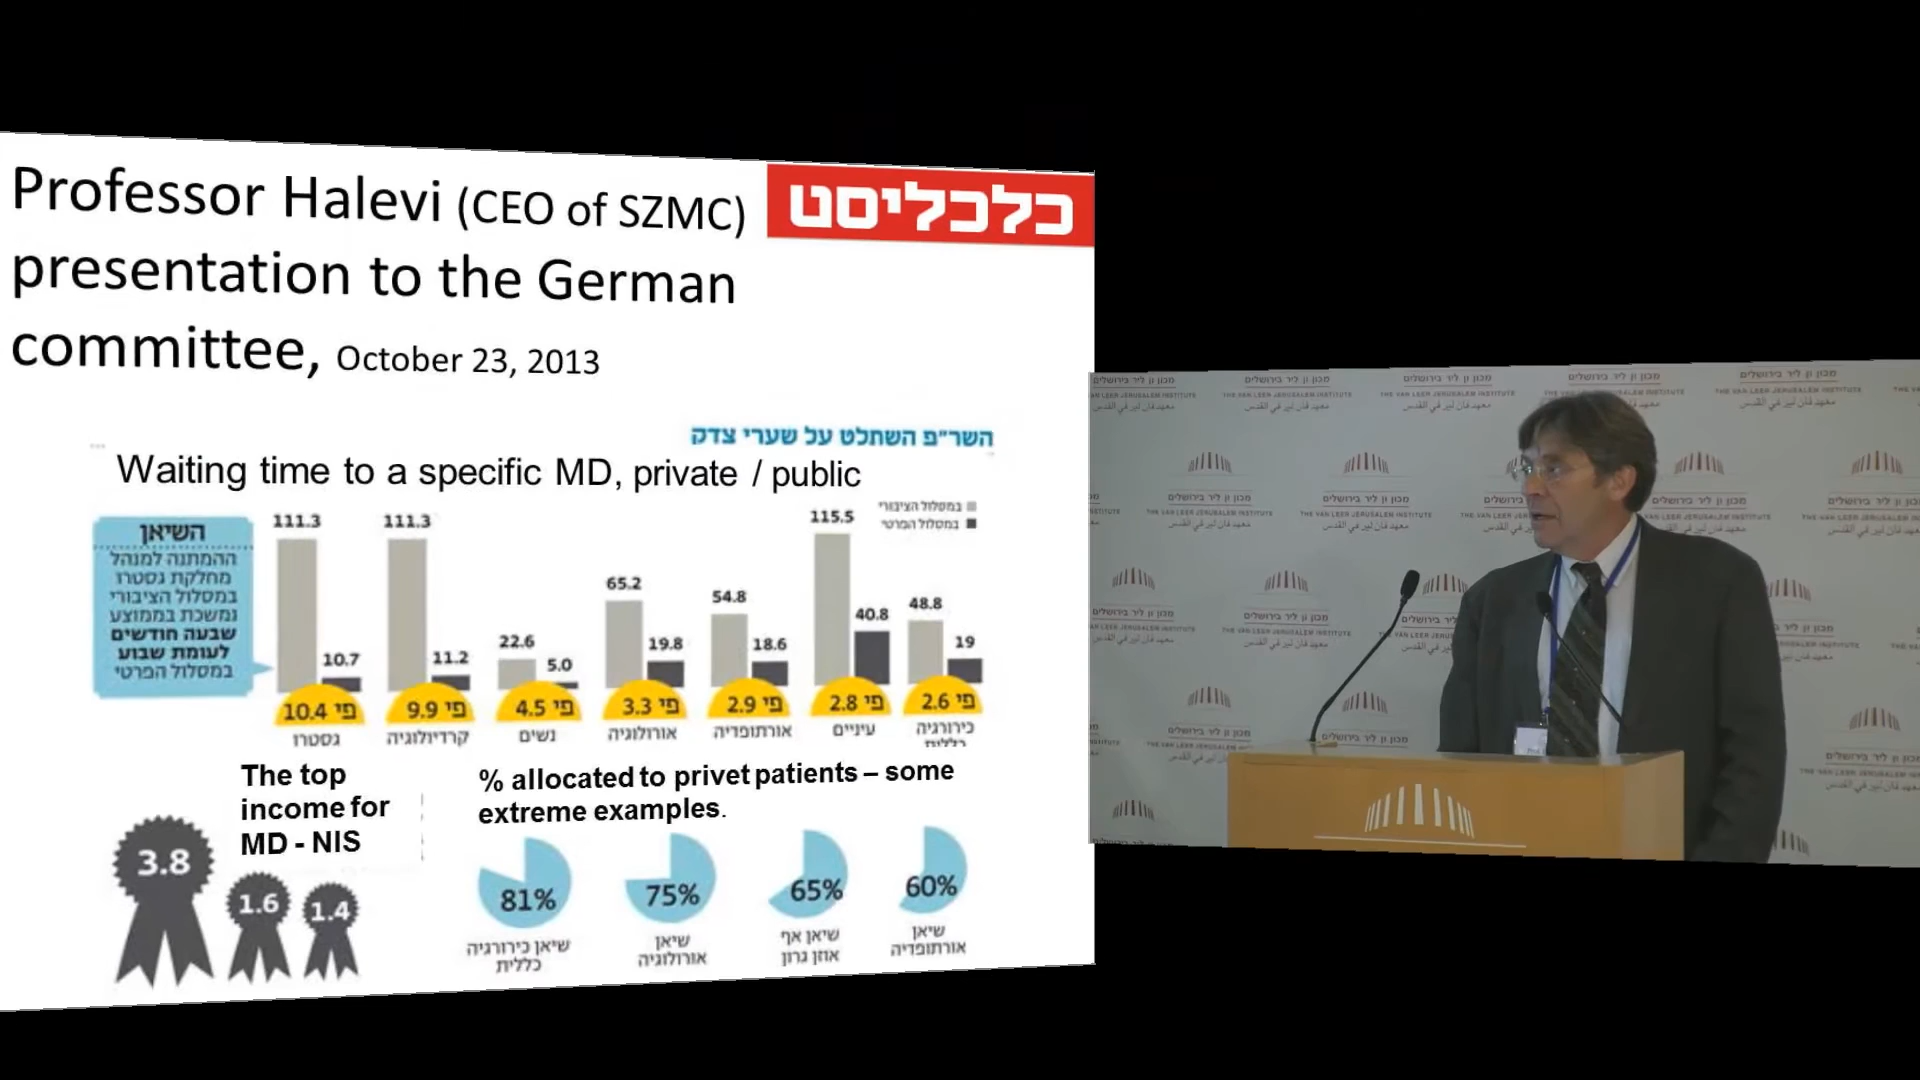 Professor Halevi (CEO of SZMC)
presentation to the German
committee, October 23, 2013
כלכליסט
השר"פ השתלט על שערי צדק
Waiting time to a specific MD, private / public
במסלול הציבורי
במסלול הפרטי
השיאן
ההמתנה למנהל
מחלקת גסטרו
במסלול הציבורי
נמשכת בממוצע
שבעה חודשים
לעומת שבוע
במסלול הפרטי
111.3 10.7 פי 10.4 גסטרו
111.3 11.2 פי 9.9 קרדיולוגיה
22.6 5.0 פי 4.5 נשים
65.2 19.8 פי 3.3 אורולוגיה
54.8 18.6 פי 2.9 אורתופדיה
115.5 40.8 פי 2.8 עיניים
48.8 19 פי 2.6 כירורגיה
כללית
The top
income for
MD - NIS
3.8 1.6 1.4
% allocated to privet patients – some
extreme examples.
81% שיאן כירורגיה
כללית
75% שיאן
אורולוגיה
65% שיאן אף
אוזן גרון
60% שיאן
אורתופדיה
מכון ון ליר בירושלים
THE VAN LEER JERUSALEM INSTITUTE
معهد فان لير في القدس